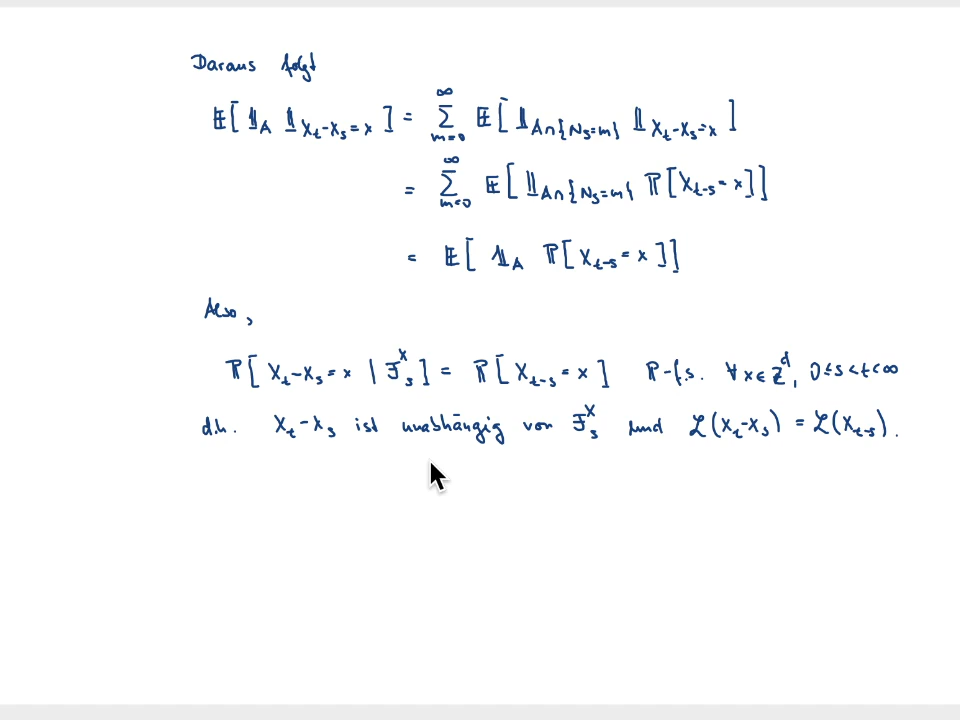 Daraus folgt
𝔼[ 𝟙_A 𝟙_{X_t-X_s=x} ] = ∑_{m=0}^∞ 𝔼[ 𝟙_{A∩{N_s=m}} 𝟙_{X_t-X_s=x} ]
= ∑_{m=0}^∞ 𝔼[ 𝟙_{A∩{N_s=m}} ℙ[X_{t-s}=x]]
= 𝔼[ 𝟙_A ℙ[X_{t-s}=x]]
Also,
ℙ[ X_t-X_s=x | ℱ_s^X ] = ℙ[X_{t-s}=x] ℙ-f.s. ∀x∈ℤ^d, 0≤s<t<∞
d.h. X_t-X_s ist unabhängig von ℱ_s^X und ℒ(X_t-X_s) = ℒ(X_{t-s}).